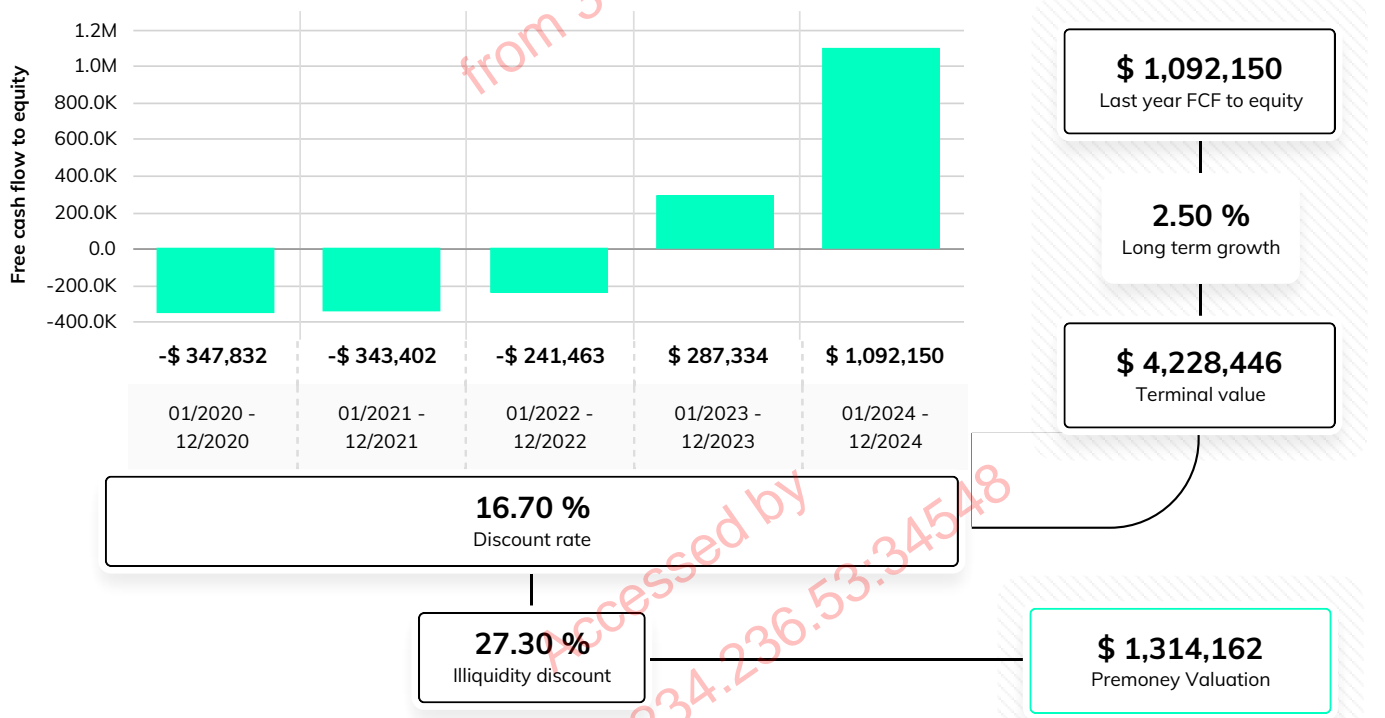 from 3
Free cash flow to equity
1.2M
1.0M
800.0K
600.0K
400.0K
200.0K
0.0
-200.0K
-400.0K
-$ 347,832
-$ 343,402
-$ 241,463
$ 287,334
$ 1,092,150
01/2020 -
12/2020
01/2021 -
12/2021
01/2022 -
12/2022
01/2023 -
12/2023
01/2024 -
12/2024
16.70 %
Discount rate
27.30 %
Illiquidity discount
$ 1,092,150
Last year FCF to equity
2.50 %
Long term growth
$ 4,228,446
Terminal value
$ 1,314,162
Premoney Valuation
Accessed by
234.236.53:34548